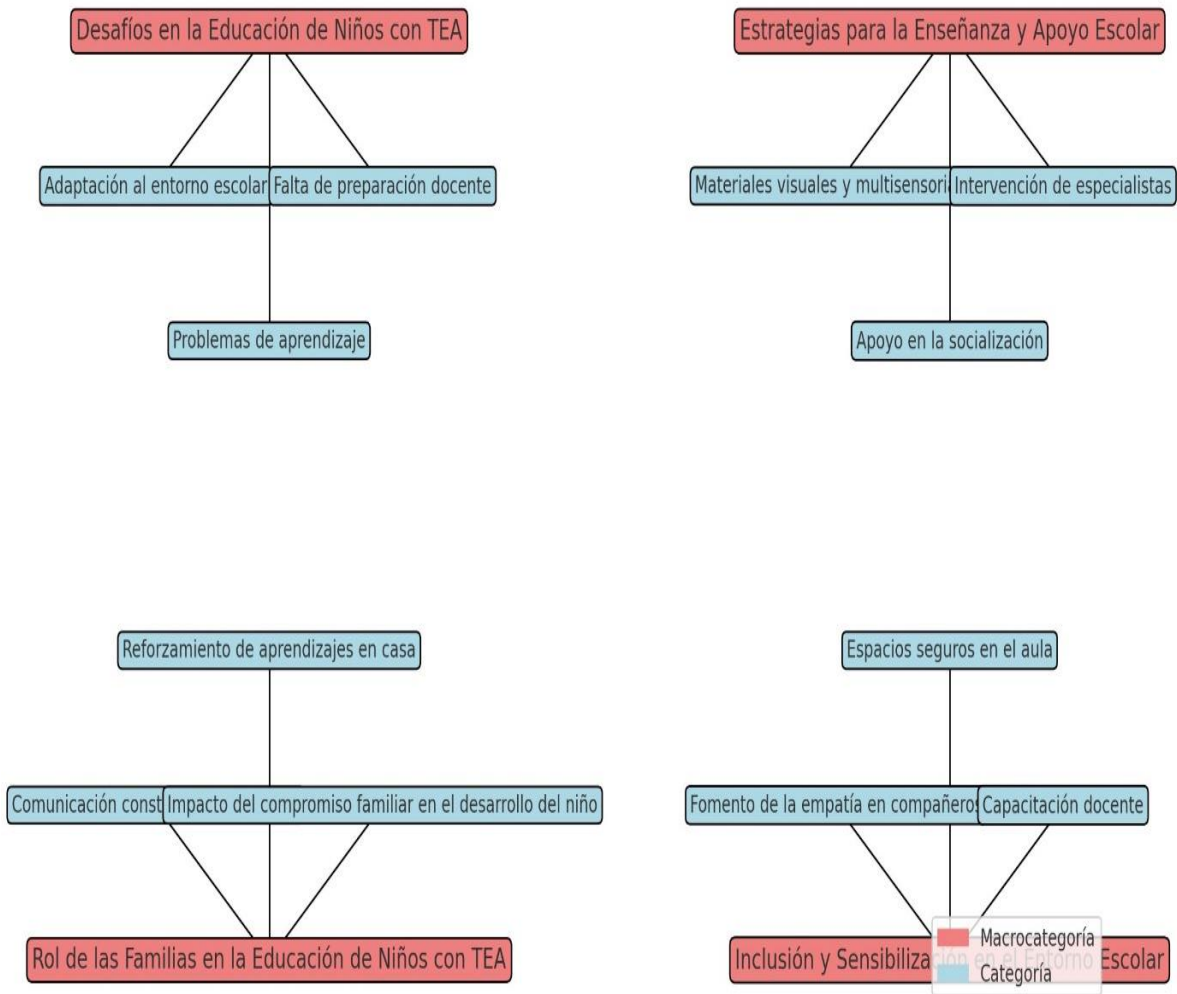 Desafíos en la Educación de Niños con TEA
Estrategias para la Enseñanza y Apoyo Escolar
Adaptación al entorno escolar
Falta de preparación docente
Materiales visuales y multisensori
Intervención de especialistas
Problemas de aprendizaje
Apoyo en la socialización
Reforzamiento de aprendizajes en casa
Espacios seguros en el aula
Comunicación const
Impacto del compromiso familiar en el desarrollo del niño
Fomento de la empatía en compañeros
Capacitación docente
Rol de las Familias en la Educación de Niños con TEA
Inclusión y Sensibilización en el Entorno Escolar
Macrocategoría
Categoría